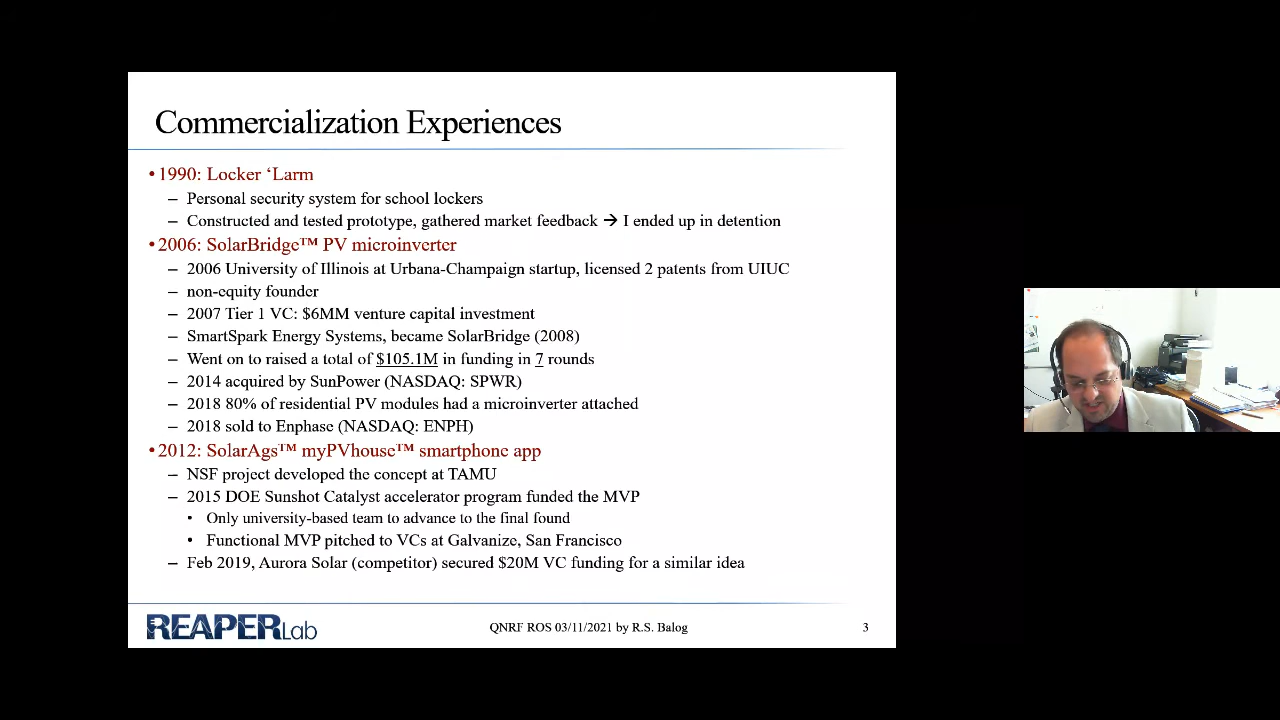 Commercialization Experiences
• 1990: Locker ‘Larm
– Personal security system for school lockers
– Constructed and tested prototype, gathered market feedback → I ended up in detention
• 2006: SolarBridge™ PV microinverter
– 2006 University of Illinois at Urbana-Champaign startup, licensed 2 patents from UIUC
– non-equity founder
– 2007 Tier 1 VC: $6MM venture capital investment
– SmartSpark Energy Systems, became SolarBridge (2008)
– Went on to raised a total of $105.1M in funding in 7 rounds
– 2014 acquired by SunPower (NASDAQ: SPWR)
– 2018 80% of residential PV modules had a microinverter attached
– 2018 sold to Enphase (NASDAQ: ENPH)
• 2012: SolarAgs™ myPVhouse™ smartphone app
– NSF project developed the concept at TAMU
– 2015 DOE Sunshot Catalyst accelerator program funded the MVP
• Only university-based team to advance to the final found
• Functional MVP pitched to VCs at Galvanize, San Francisco
– Feb 2019, Aurora Solar (competitor) secured $20M VC funding for a similar idea
REAPERLab
QNRF ROS 03/11/2021 by R.S. Balog
3